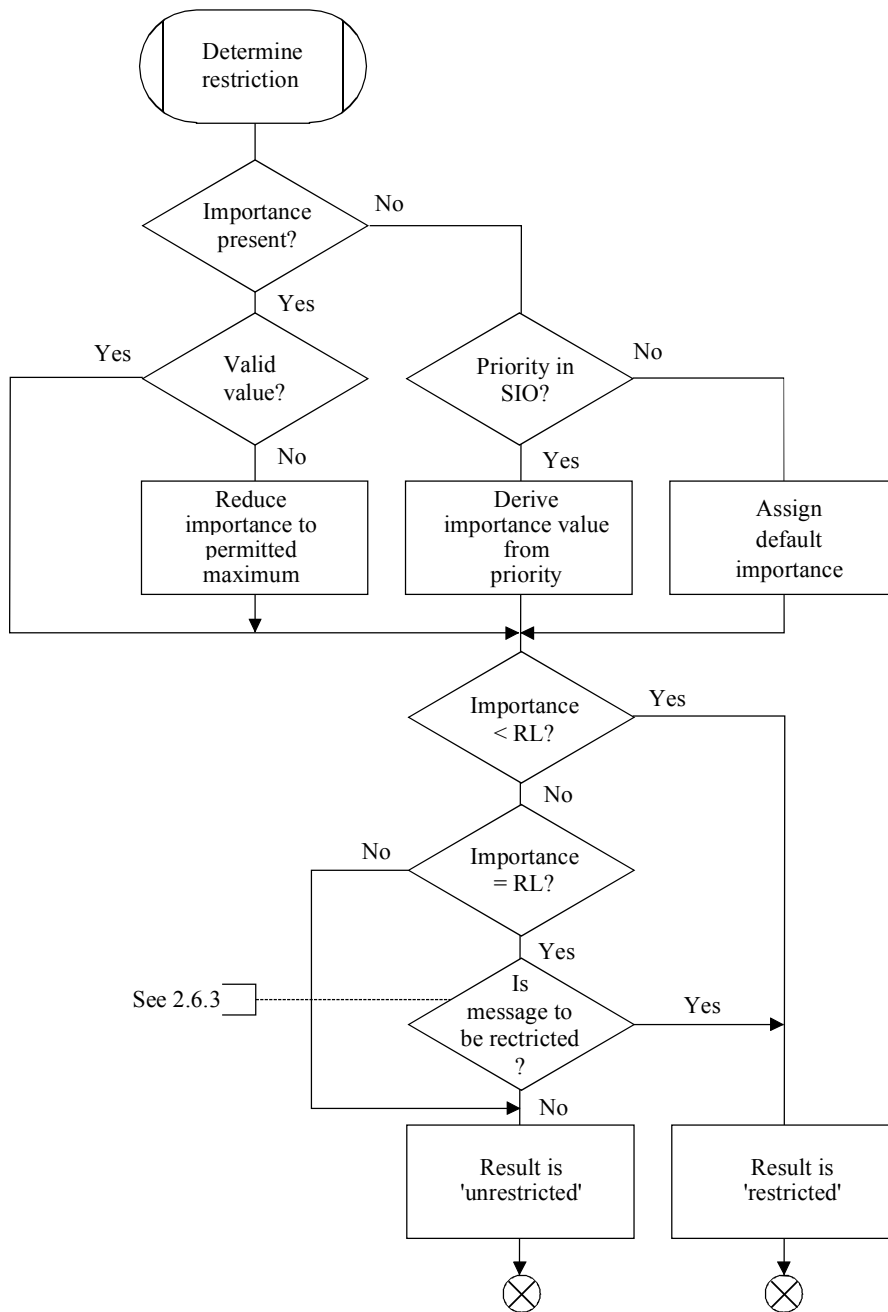 Determine
restriction
Importance
present?
No
Yes
Yes
Valid
value?
Priority in
SIO?
No
No
Yes
Reduce
importance to
permitted
maximum
Derive
importance value
from
priority
Assign
default
importance
Importance
< RL?
Yes
No
No
Importance
= RL?
Yes
See 2.6.3
Is
message to
be rectricted
?
Yes
No
Result is
'unrestricted'
Result is
'restricted'